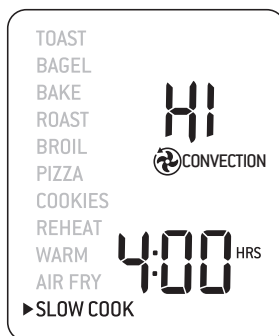 TOAST
BAGEL
BAKE
ROAST
HI
BROIL
CONVECTION
PIZZA
COOKIES
REHEAT
WARM
4:00 HRS
AIR FRY
▶SLOW COOK